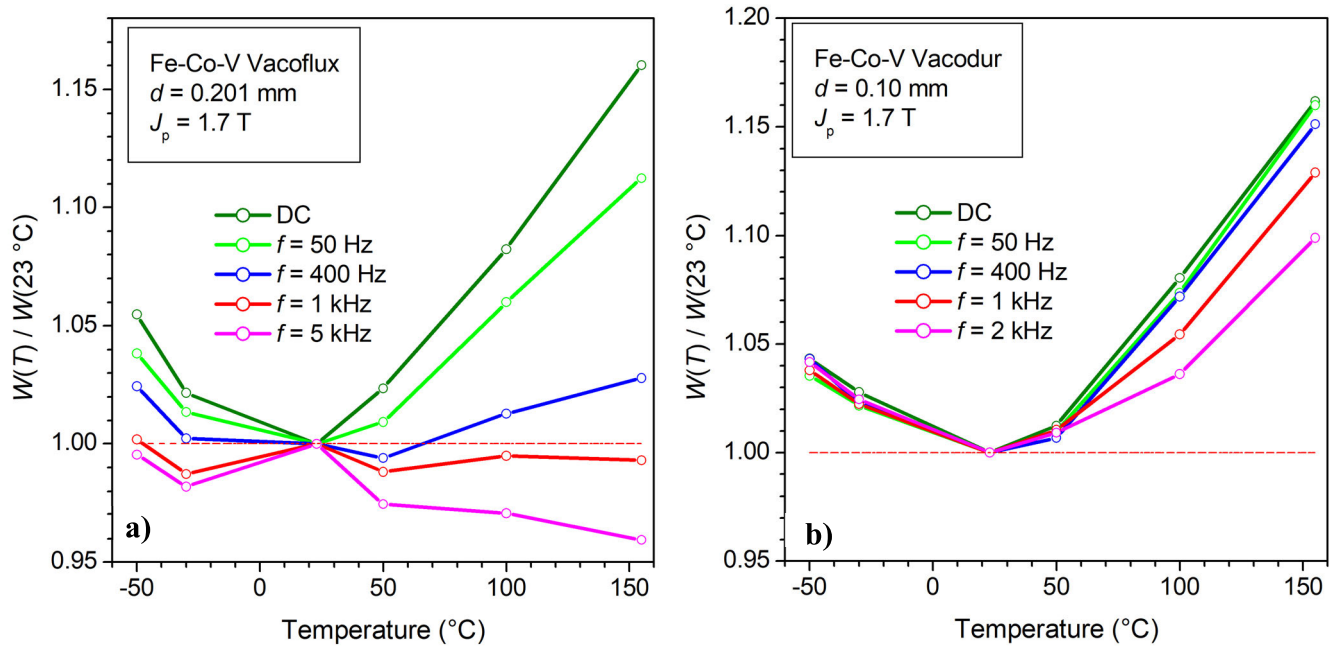 Fe-Co-V Vacoflux
d = 0.201 mm
Jp = 1.7 T
DC
f = 50 Hz
f = 400 Hz
f = 1 kHz
f = 5 kHz
1.15
1.10
1.05
1.00
0.95
W(T) / W(23 °C)
a)
-50
0
50
100
150
Temperature (°C)
Fe-Co-V Vacodur
d = 0.10 mm
Jp = 1.7 T
DC
f = 50 Hz
f = 400 Hz
f = 1 kHz
f = 2 kHz
1.20
1.15
1.10
1.05
1.00
0.95
W(T) / W(23 °C)
b)
-50
0
50
100
150
Temperature (°C)